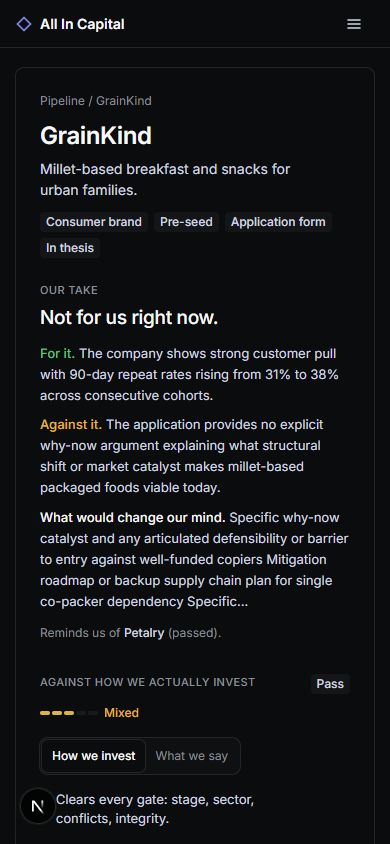 All In Capital
Pipeline / GrainKind
GrainKind
Millet-based breakfast and snacks for
urban families.
Consumer brand Pre-seed Application form
In thesis
OUR TAKE
Not for us right now.
For it. The company shows strong customer pull
with 90-day repeat rates rising from 31% to 38%
across consecutive cohorts.
Against it. The application provides no explicit
why-now argument explaining what structural
shift or market catalyst makes millet-based
packaged foods viable today.
What would change our mind. Specific why-now
catalyst and any articulated defensibility or barrier
to entry against well-funded copiers Mitigation
roadmap or backup supply chain plan for single
co-packer dependency Specific...
Reminds us of Petalry (passed).
AGAINST HOW WE ACTUALLY INVEST Pass
Mixed
How we invest What we say
N
Clears every gate: stage, sector,
conflicts, integrity.